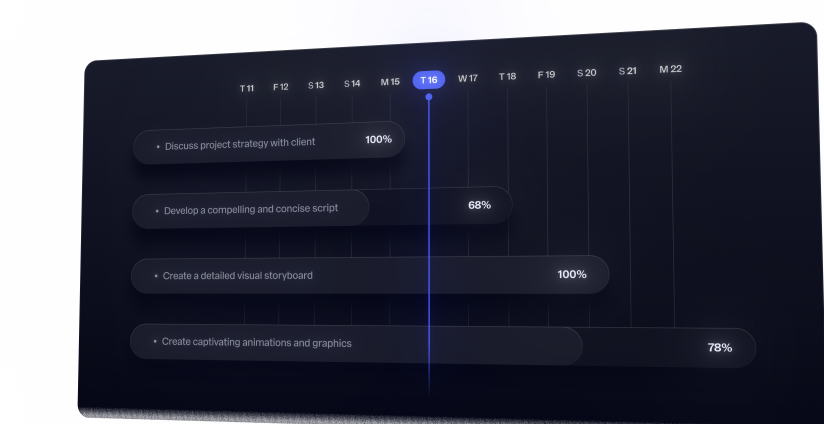 T 11 F 12 S 13 S 14 M 15 T 16 W 17 T 18 F 19 S 20 S 21 M 22
• Discuss project strategy with client 100%
• Develop a compelling and concise script 68%
• Create a detailed visual storyboard 100%
• Create captivating animations and graphics 78%